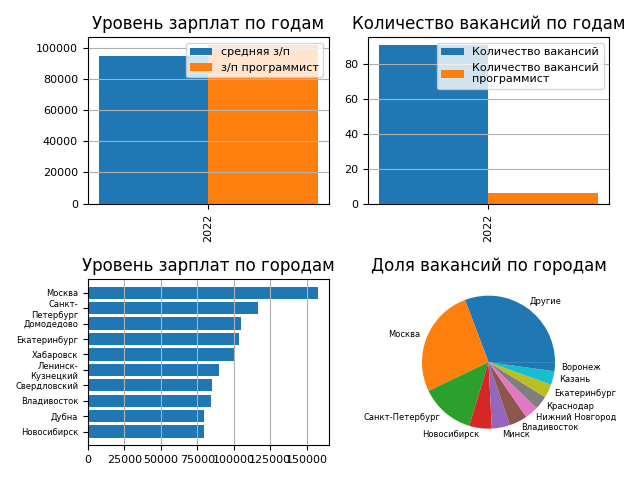 Уровень зарплат по годам
100000
80000
60000
40000
20000
0
средняя з/п
з/п программист
2022
Количество вакансий по годам
80
60
40
20
0
Количество вакансий
Количество вакансий
программист
2022
Уровень зарплат по городам
Москва
Санкт-
Петербург
Домодедово
Екатеринбург
Хабаровск
Ленинск-
Кузнецкий
Свердловский
Владивосток
Дубна
Новосибирск
0
25000
50000
75000
100000
125000
150000
Доля вакансий по городам
Другие
Москва
Санкт-Петербург
Новосибирск
Минск
Владивосток
Нижний Новгород
Краснодар
Екатеринбург
Казань
Воронеж